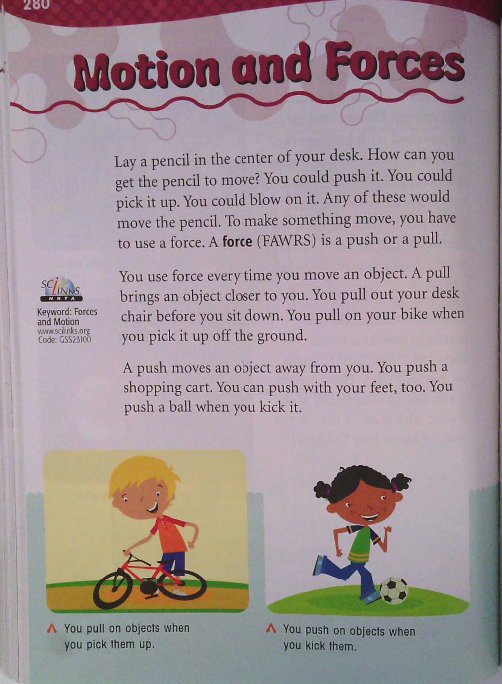 280
Motion and Forces
Lay a pencil in the center of your desk. How can you
get the pencil to move? You could push it. You could
pick it up. You could blow on it. Any of these would
move the pencil. To make something move, you have
to use a force. A force (FAWRS) is a push or a pull.
SCI
LINKS
NSTA
Keyword: Forces
and Motion
www.scilinks.org
Code: GSS23100
You use force every time you move an object. A pull
brings an object closer to you. You pull out your desk
chair before you sit down. You pull on your bike when
you pick it up off the ground.
A push moves an object away from you. You push a
shopping cart. You can push with your feet, too. You
push a ball when you kick it.
You pull on objects when
you pick them up.
You push on objects when
you kick them.